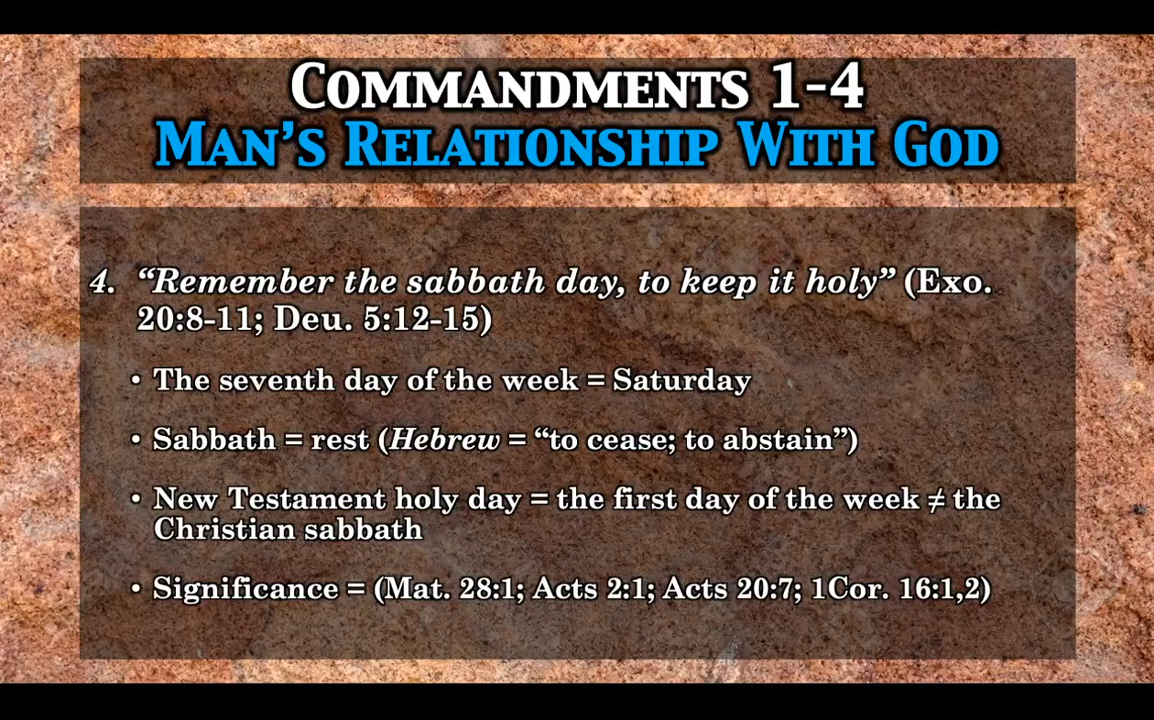 COMMANDMENTS 1-4
MAN'S RELATIONSHIP WITH GOD
4. “Remember the sabbath day, to keep it holy” (Exo.
20:8-11; Deu. 5:12-15)
• The seventh day of the week = Saturday
• Sabbath = rest (Hebrew = “to cease; to abstain”)
• New Testament holy day = the first day of the week ≠ the
Christian sabbath
• Significance = (Mat. 28:1; Acts 2:1; Acts 20:7; 1Cor. 16:1,2)